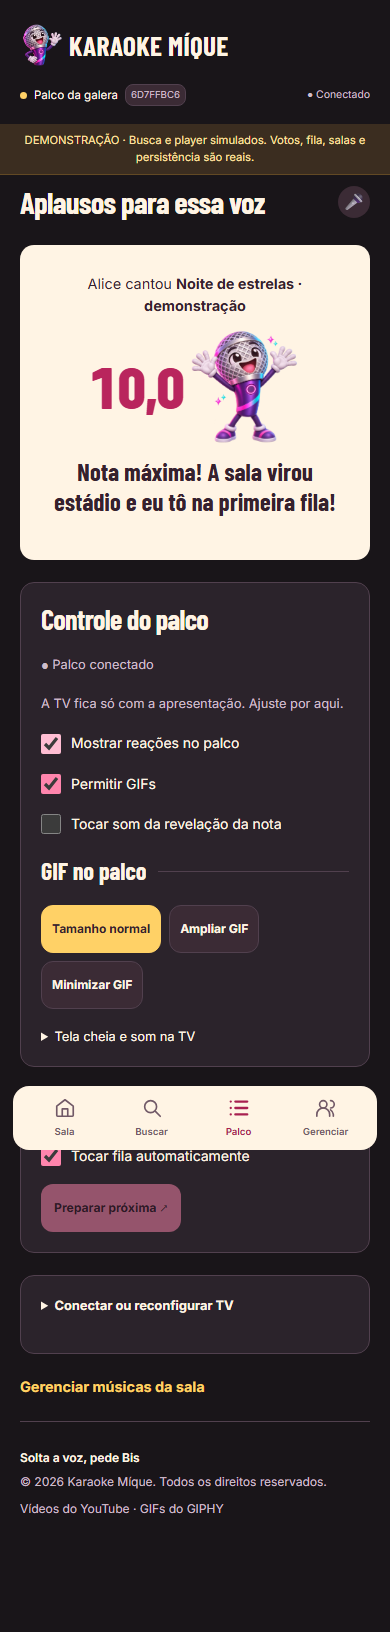 KARAOKE MÍQUE
Palco da galera 6D7FFBC6 ● Conectado
DEMONSTRAÇÃO · Busca e player simulados. Votos, fila, salas e
persistência são reais.
Aplausos para essa voz
Alice cantou Noite de estrelas ·
demonstração
10,0
Nota máxima! A sala virou
estádio e eu tô na primeira fila!
Controle do palco
● Palco conectado
A TV fica só com a apresentação. Ajuste por aqui.
Mostrar reações no palco
Permitir GIFs
Tocar som da revelação da nota
GIF no palco
Tamanho normal Ampliar GIF
Minimizar GIF
▶ Tela cheia e som na TV
Sala Buscar Palco Gerenciar
Tocar fila automaticamente
Preparar próxima ↗
▶ Conectar ou reconfigurar TV
Gerenciar músicas da sala
Solta a voz, pede Bis
© 2026 Karaoke Míque. Todos os direitos reservados.
Vídeos do YouTube · GIFs do GIPHY